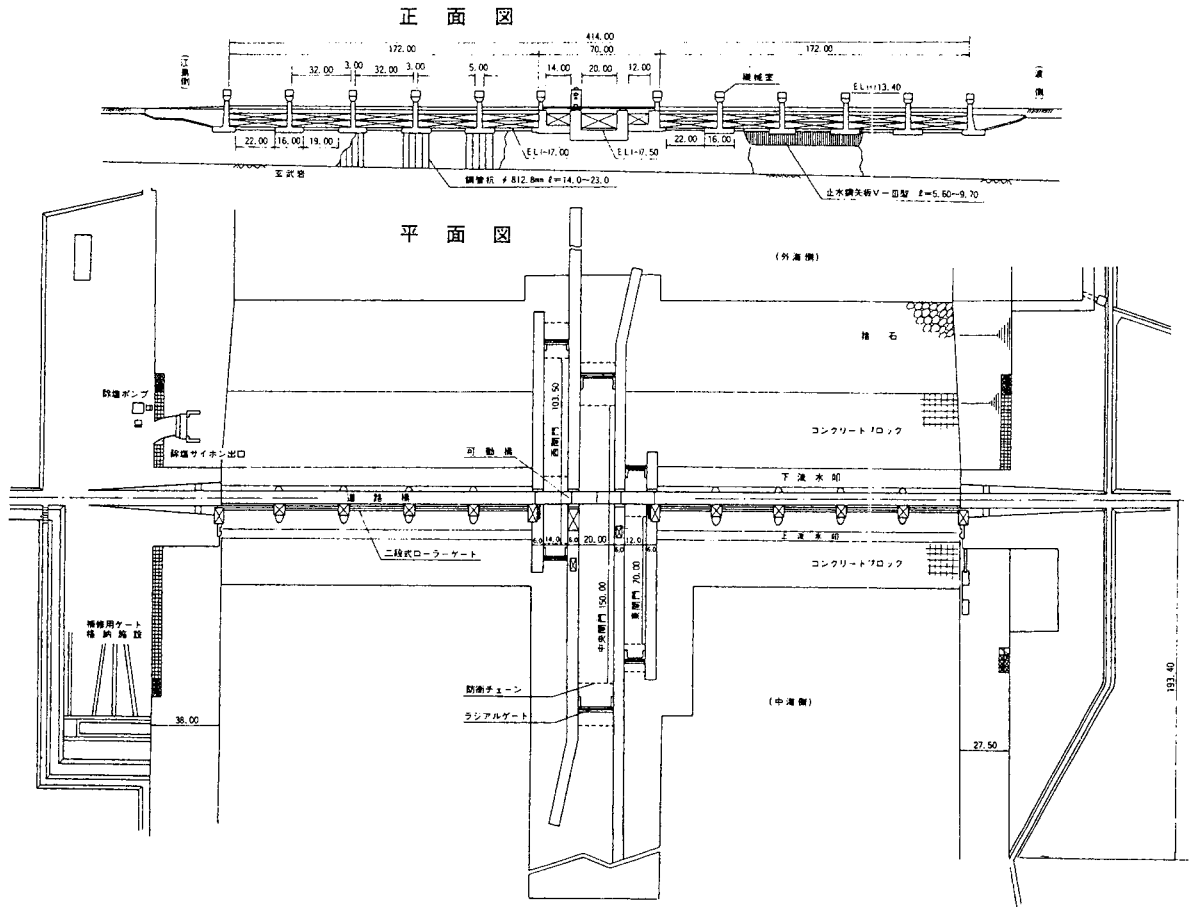 正面図
414.00
172.00
70.00
172.00
32.00
3.00
32.00
3.00
5.00
14.00
20.00
12.00
機械室
EL(+)13.40
22.00
16.00
19.00
EL(-)7.00
EL(-)7.50
22.00
16.00
玄武岩
鋼管杭 φ812.8mm ℓ=14.0~23.0
止水鋼矢板V-Ⅲ型 ℓ=5.60~9.70
平面図
(外海側)
捨石
除塩ポンプ
西閘門 103.50
コンクリートブロック
除塩サイホン出口
可動橋
下流水叩
道路橋
上流水叩
6.0
14.0
6.0
20.00
6.0
12.0
6.0
二段式ローラーゲート
コンクリートブロック
中央閘門 150.00
東閘門 70.00
補修用ゲート
格納施設
防衝チェーン
(中海側)
ラジアルゲート
38.00
27.50
193.40